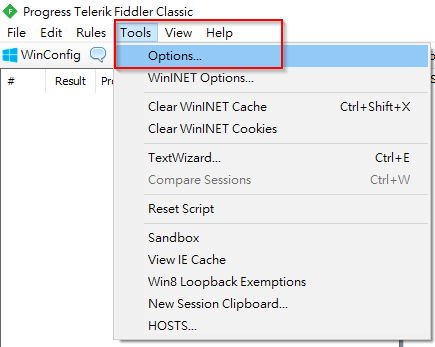 Progress Telerik Fiddler Classic
File Edit Rules Tools View Help
WinConfig
# Result
Options...
WinINET Options...
Clear WinINET Cache Ctrl+Shift+X
Clear WinINET Cookies
TextWizard... Ctrl+E
Compare Sessions Ctrl+W
Reset Script
Sandbox
View IE Cache
Win8 Loopback Exemptions
New Session Clipboard...
HOSTS...